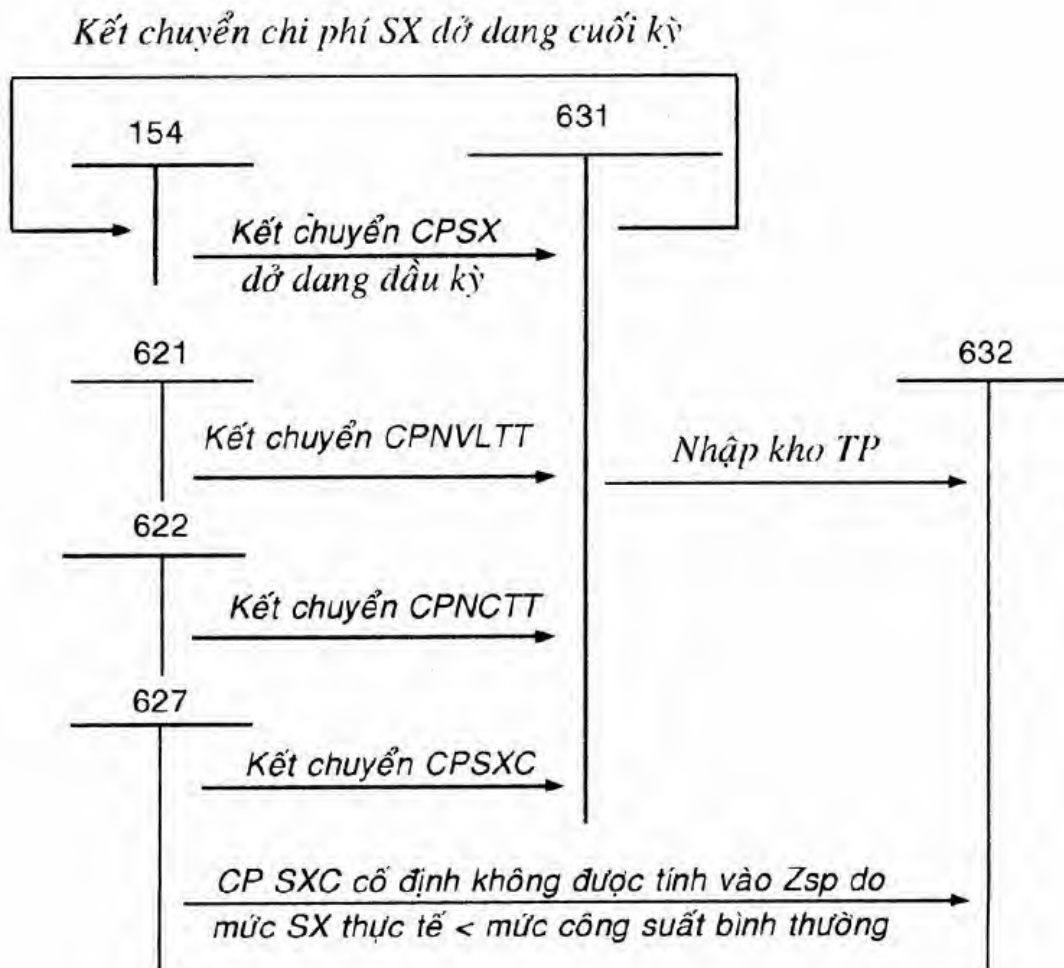 Kết chuyển chi phí SX dở dang cuối kỳ
154
631
Kết chuyển CPSX
dở dang đầu kỳ
621
632
Kết chuyển CPNVLTT
Nhập kho TP
622
Kết chuyển CPNCTT
627
Kết chuyển CPSXC
CP SXC cố định không được tính vào Zsp do
mức SX thực tế < mức công suất bình thường